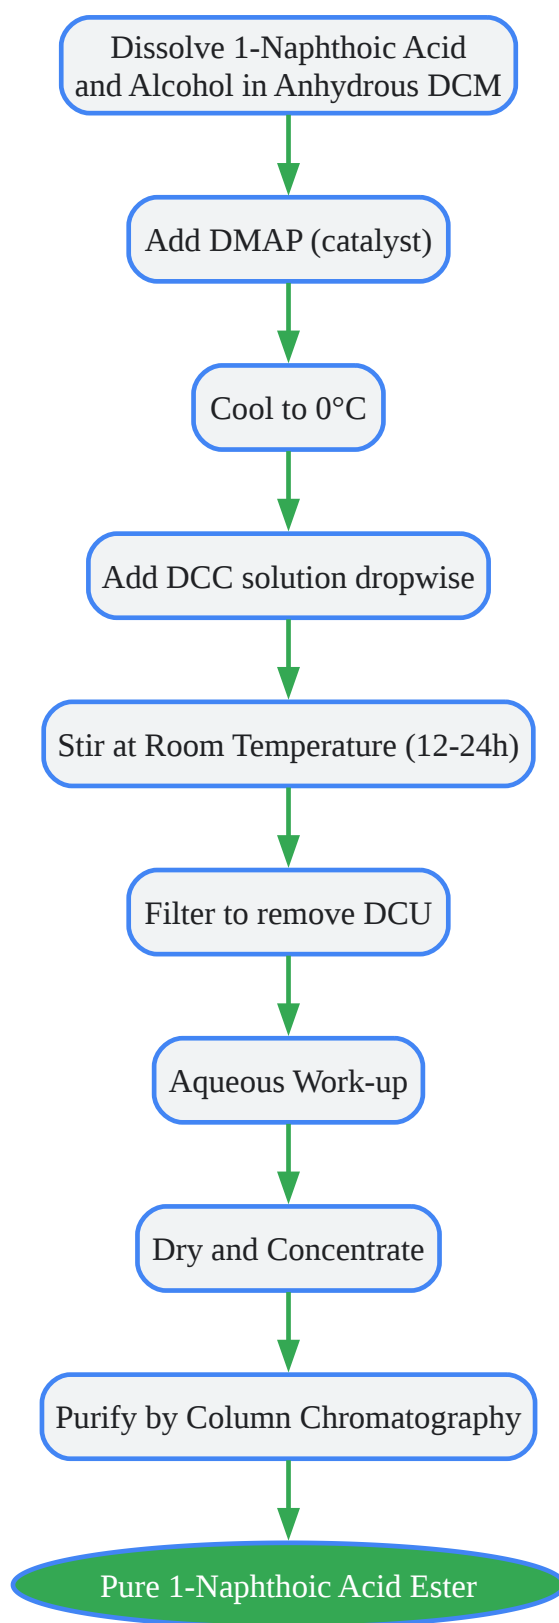 Dissolve 1-Naphthoic Acid
and Alcohol in Anhydrous DCM
Add DMAP (catalyst)
Cool to 0°C
Add DCC solution dropwise
Stir at Room Temperature (12-24h)
Filter to remove DCU
Aqueous Work-up
Dry and Concentrate
Purify by Column Chromatography
Pure 1-Naphthoic Acid Ester